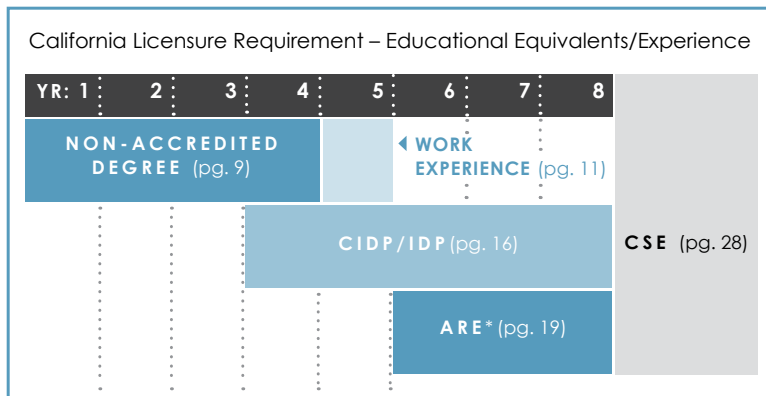 California Licensure Requirement – Educational Equivalents/Experience
YR: 1 2 3 4 5 6 7 8
NON-ACCREDITED
DEGREE (pg. 9)
WORK
EXPERIENCE (pg. 11)
CIDP/IDP (pg. 16)
CSE (pg. 28)
ARE* (pg. 19)